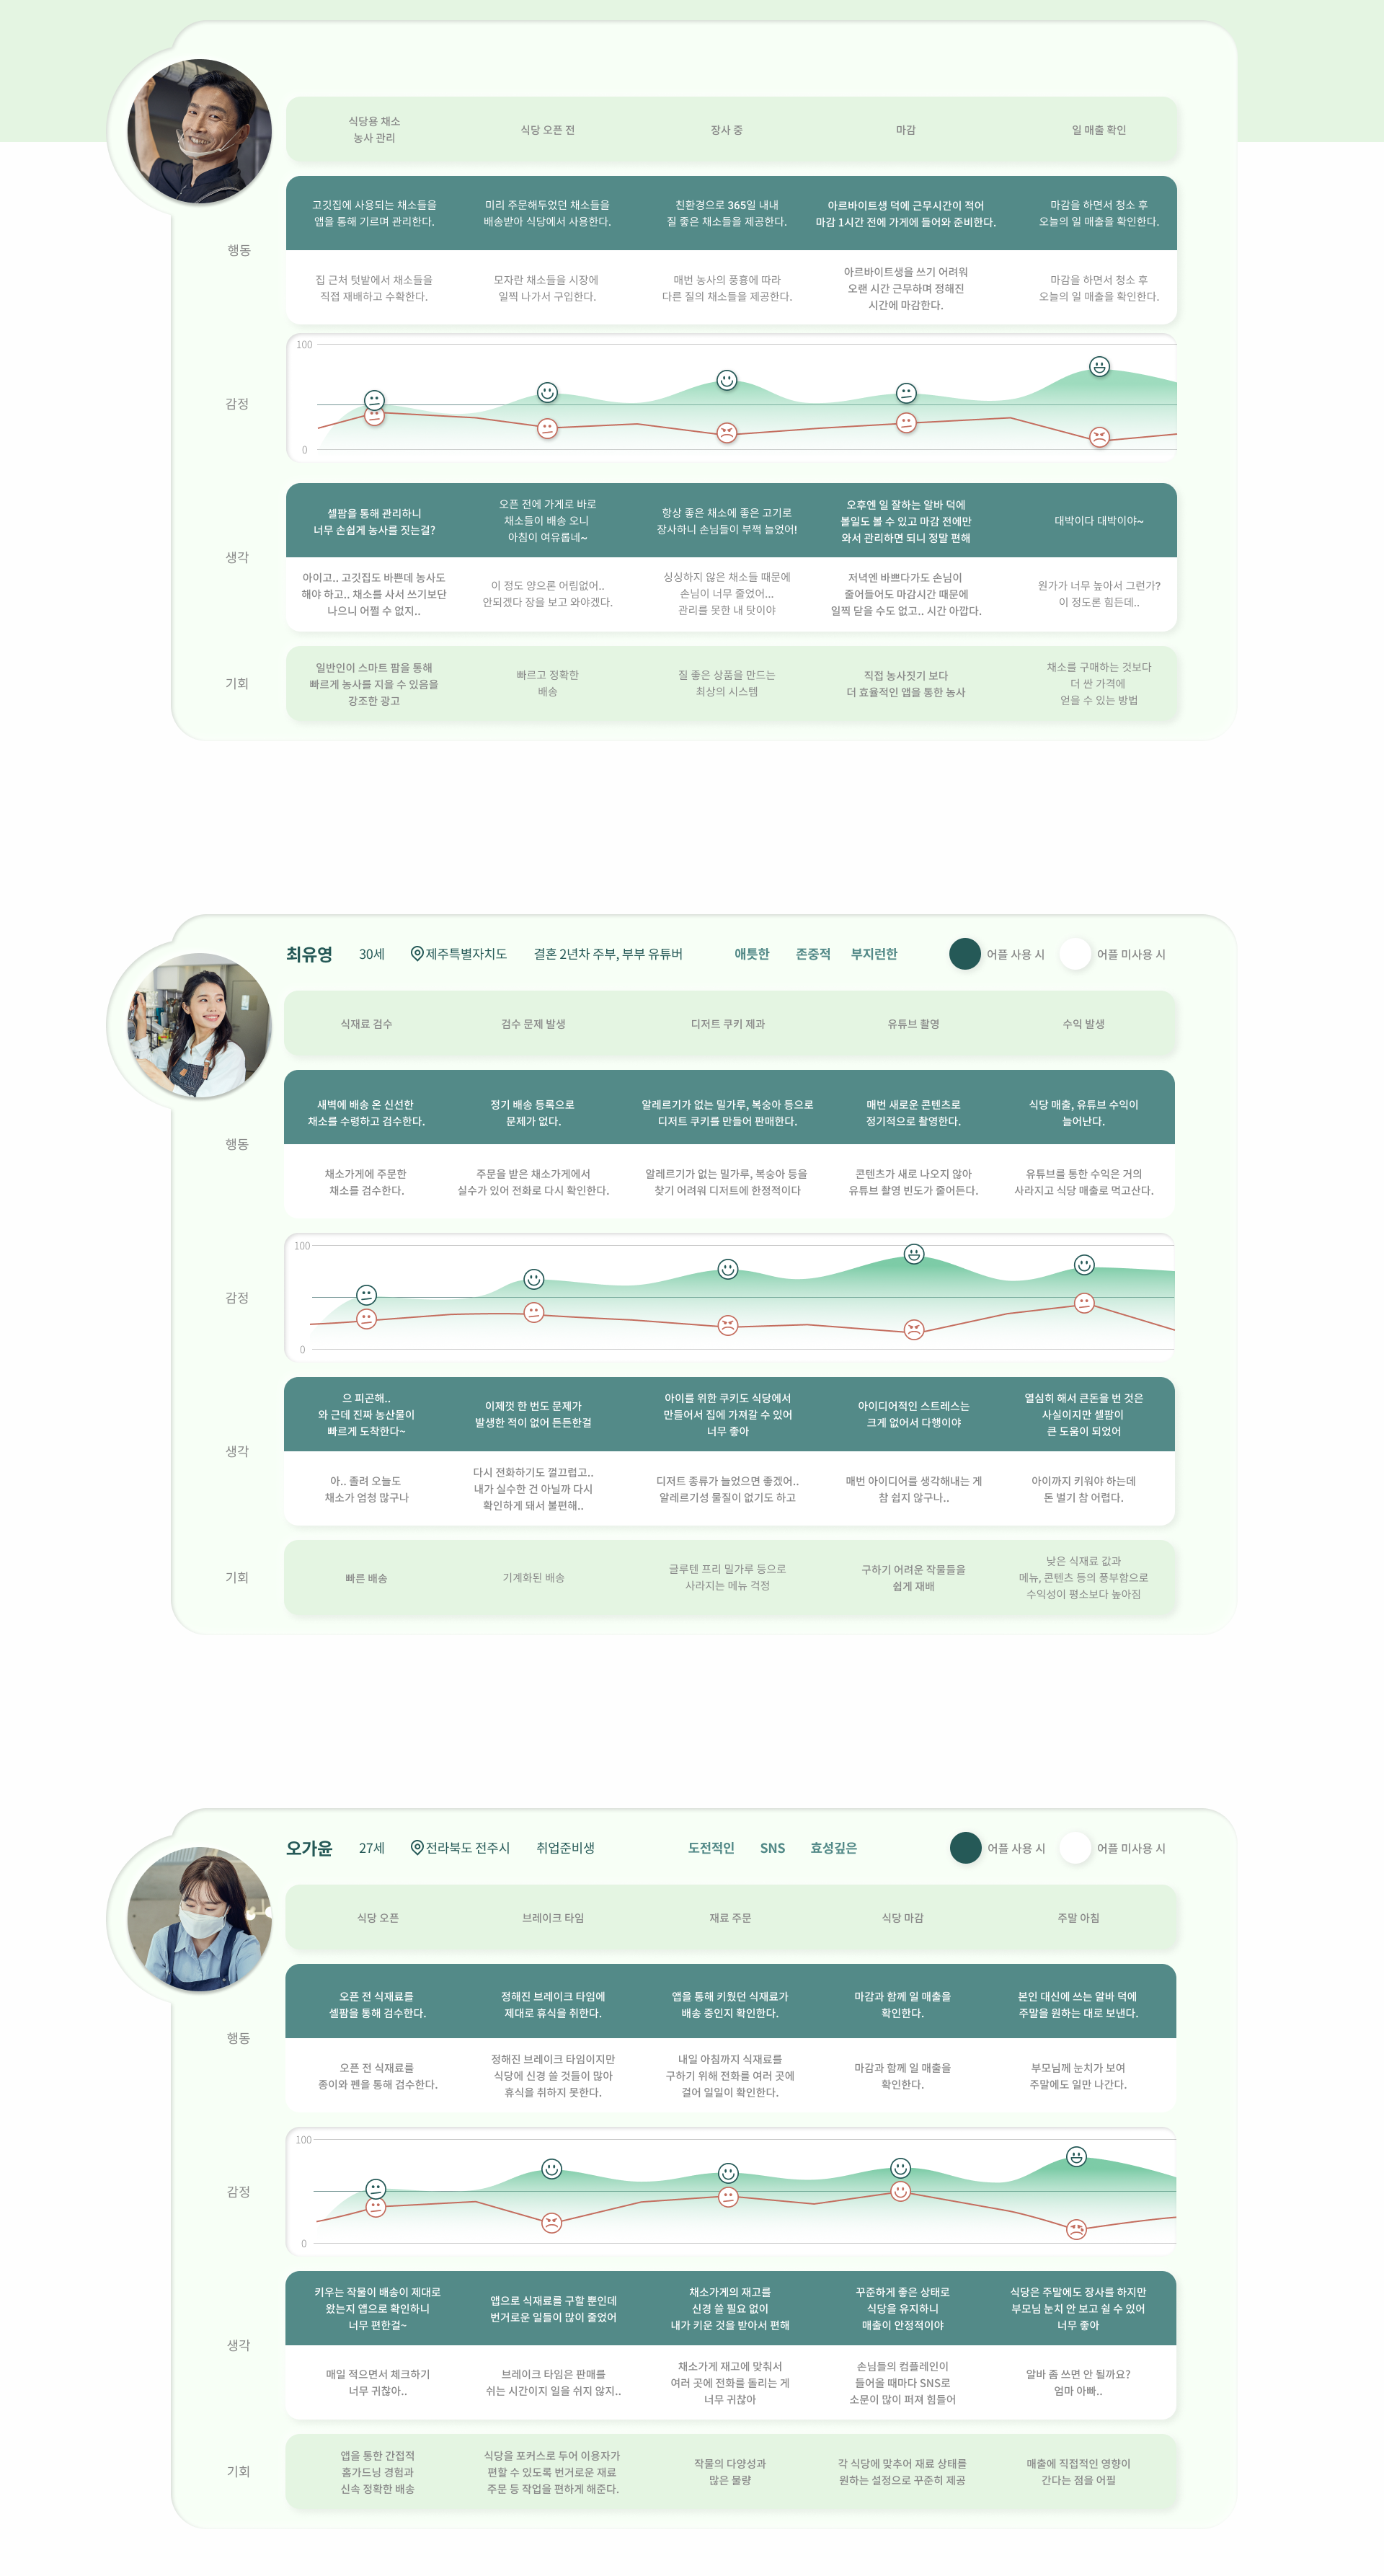 식당용 채소
농사 관리
식당 오픈 전
장사 중
마감
일 매출 확인
행동
고깃집에 사용되는 채소들을
앱을 통해 기르며 관리한다.
미리 주문해두었던 채소들을
배송받아 식당에서 사용한다.
친환경으로 365일 내내
질 좋은 채소들을 제공한다.
아르바이트생 덕에 근무시간이 적어
마감 1시간 전에 가게에 들어와 준비한다.
마감을 하면서 청소 후
오늘의 일 매출을 확인한다.
집 근처 텃밭에서 채소들을
직접 재배하고 수확한다.
모자란 채소들을 시장에
일찍 나가서 구입한다.
매번 농사의 풍흉에 따라
다른 질의 채소들을 제공한다.
아르바이트생을 쓰기 어려워
오랜 시간 근무하며 정해진
시간에 마감한다.
마감을 하면서 청소 후
오늘의 일 매출을 확인한다.
감정
100
0
생각
셀팜을 통해 관리하니
너무 손쉽게 농사를 짓는걸?
오픈 전에 가게로 바로
채소들이 배송 오니
아침이 여유롭네~
항상 좋은 채소에 좋은 고기로
장사하니 손님들이 부쩍 늘었어!
오후엔 일 잘하는 알바 덕에
볼일도 볼 수 있고 마감 전에만
와서 관리하면 되니 정말 편해
대박이다 대박이야~
아이고.. 고깃집도 바쁜데 농사도
해야 하고.. 채소를 사서 쓰기보단
나으니 어쩔 수 없지..
이 정도 양으론 어림없어..
안되겠다 장을 보고 와야겠다.
싱싱하지 않은 채소들 때문에
손님이 너무 줄었어...
관리를 못한 내 탓이야
저녁엔 바쁘다가도 손님이
줄어들어도 마감시간 때문에
일찍 닫을 수도 없고.. 시간 아깝다.
원가가 너무 높아서 그런가?
이 정도론 힘든데..
기회
일반인이 스마트 팜을 통해
빠르게 농사를 지을 수 있음을
강조한 광고
빠르고 정확한
배송
질 좋은 상품을 만드는
최상의 시스템
직접 농사짓기 보다
더 효율적인 앱을 통한 농사
채소를 구매하는 것보다
더 싼 가격에
얻을 수 있는 방법
최유영
30세
제주특별자치도
결혼 2년차 주부, 부부 유튜버
애틋한
존중적
부지런한
어플 사용 시
어플 미사용 시
식재료 검수
검수 문제 발생
디저트 쿠키 제과
유튜브 촬영
수익 발생
행동
새벽에 배송 온 신선한
채소를 수령하고 검수한다.
정기 배송 등록으로
문제가 없다.
알레르기가 없는 밀가루, 복숭아 등으로
디저트 쿠키를 만들어 판매한다.
매번 새로운 콘텐츠로
정기적으로 촬영한다.
식당 매출, 유튜브 수익이
늘어난다.
채소가게에 주문한
채소를 검수한다.
주문을 받은 채소가게에서
실수가 있어 전화로 다시 확인한다.
알레르기가 없는 밀가루, 복숭아 등을
찾기 어려워 디저트에 한정적이다
콘텐츠가 새로 나오지 않아
유튜브 촬영 빈도가 줄어든다.
유튜브를 통한 수익은 거의
사라지고 식당 매출로 먹고산다.
감정
100
0
생각
으 피곤해..
와 근데 진짜 농산물이
빠르게 도착한다~
이제껏 한 번도 문제가
발생한 적이 없어 든든한걸
아이를 위한 쿠키도 식당에서
만들어서 집에 가져갈 수 있어
너무 좋아
아이디어적인 스트레스는
크게 없어서 다행이야
열심히 해서 큰돈을 번 것은
사실이지만 셀팜이
큰 도움이 되었어
아.. 졸려 오늘도
채소가 엄청 많구나
다시 전화하기도 껄끄럽고..
내가 실수한 건 아닐까 다시
확인하게 돼서 불편해..
디저트 종류가 늘었으면 좋겠어..
알레르기성 물질이 없기도 하고
매번 아이디어를 생각해내는 게
참 쉽지 않구나..
아이까지 키워야 하는데
돈 벌기 참 어렵다.
기회
빠른 배송
기계화된 배송
글루텐 프리 밀가루 등으로
사라지는 메뉴 걱정
구하기 어려운 작물들을
쉽게 재배
낮은 식재료 값과
메뉴, 콘텐츠 등의 풍부함으로
수익성이 평소보다 높아짐
오가윤
27세
전라북도 전주시
취업준비생
도전적인
SNS
효성깊은
어플 사용 시
어플 미사용 시
식당 오픈
브레이크 타임
재료 주문
식당 마감
주말 아침
행동
오픈 전 식재료를
셀팜을 통해 검수한다.
정해진 브레이크 타임에
제대로 휴식을 취한다.
앱을 통해 키웠던 식재료가
배송 중인지 확인한다.
마감과 함께 일 매출을
확인한다.
본인 대신에 쓰는 알바 덕에
주말을 원하는 대로 보낸다.
오픈 전 식재료를
종이와 펜을 통해 검수한다.
정해진 브레이크 타임이지만
식당에 신경 쓸 것들이 많아
휴식을 취하지 못한다.
내일 아침까지 식재료를
구하기 위해 전화를 여러 곳에
걸어 일일이 확인한다.
마감과 함께 일 매출을
확인한다.
부모님께 눈치가 보여
주말에도 일만 나간다.
감정
100
0
생각
키우는 작물이 배송이 제대로
왔는지 앱으로 확인하니
너무 편한걸~
앱으로 식재료를 구할 뿐인데
번거로운 일들이 많이 줄었어
채소가게의 재고를
신경 쓸 필요 없이
내가 키운 것을 받아서 편해
꾸준하게 좋은 상태로
식당을 유지하니
매출이 안정적이야
식당은 주말에도 장사를 하지만
부모님 눈치 안 보고 쉴 수 있어
너무 좋아
매일 적으면서 체크하기
너무 귀찮아..
브레이크 타임은 판매를
쉬는 시간이지 일을 쉬지 않지..
채소가게 재고에 맞춰서
여러 곳에 전화를 돌리는 게
너무 귀찮아
손님들의 컴플레인이
들어올 때마다 SNS로
소문이 많이 퍼져 힘들어
알바 좀 쓰면 안 될까요?
엄마 아빠..
기회
앱을 통한 간접적
홈가드닝 경험과
신속 정확한 배송
식당을 포커스로 두어 이용자가
편할 수 있도록 번거로운 재료
주문 등 작업을 편하게 해준다.
작물의 다양성과
많은 물량
각 식당에 맞추어 재료 상태를
원하는 설정으로 꾸준히 제공
매출에 직접적인 영향이
간다는 점을 어필